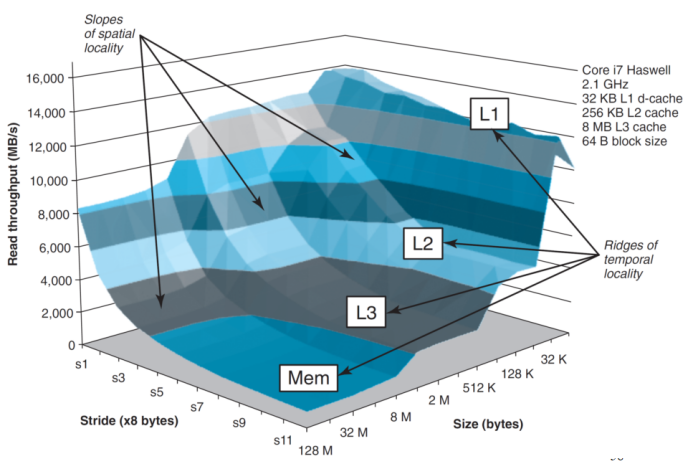 Slopes
of spatial
locality
16,000
14,000
12,000
10,000
8,000
6,000
4,000
2,000
0
Read throughput (MB/s)
Core i7 Haswell
2.1 GHz
32 KB L1 d-cache
256 KB L2 cache
8 MB L3 cache
64 B block size
L1
L2
L3
Mem
Ridges of
temporal
locality
s1
s3
s5
s7
s9
s11
Stride (x8 bytes)
128 M
32 M
8 M
2 M
512 K
128 K
32 K
Size (bytes)